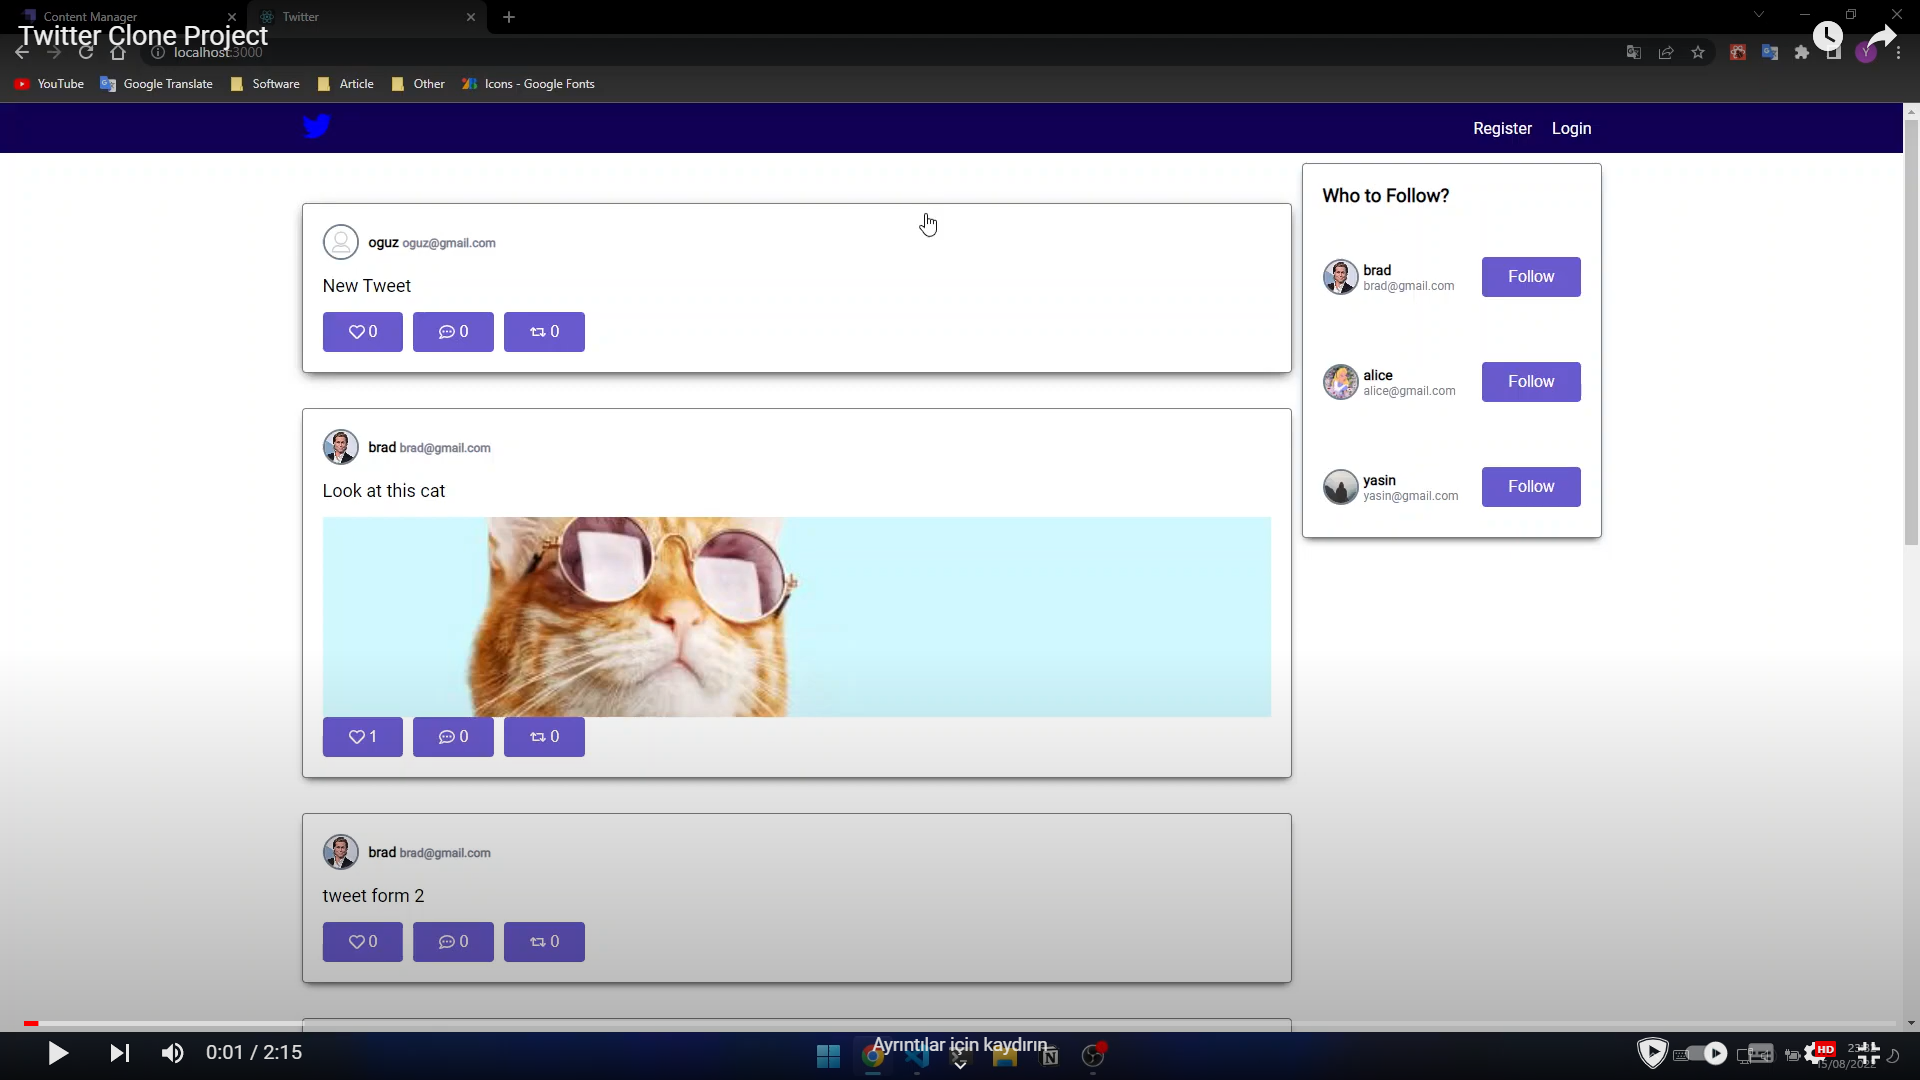 Content Manager
Twitter
Twitter Clone Project
localhost:3000
YouTube
Google Translate
Software
Article
Other
Icons - Google Fonts
Register
Login
Who to Follow?
oguz oguz@gmail.com
New Tweet
0
0
0
brad
brad@gmail.com
Follow
alice
alice@gmail.com
Follow
yasin
yasin@gmail.com
Follow
brad brad@gmail.com
Look at this cat
1
0
0
brad brad@gmail.com
tweet form 2
0
0
0
0:01 / 2:15
Ayrıntılar için kaydırın
HD
15/08/2022